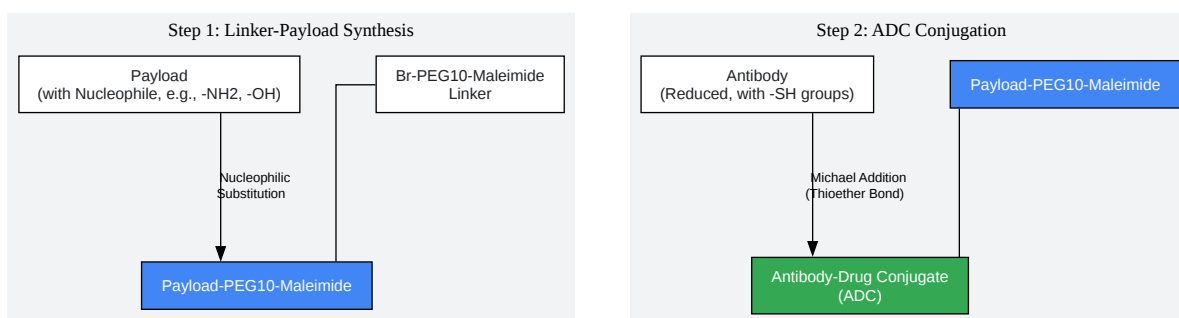 Step 1: Linker-Payload Synthesis
Payload
(with Nucleophile, e.g., -NH2, -OH)
Br-PEG10-Maleimide
Linker
Nucleophilic
Substitution
Payload-PEG10-Maleimide
Step 2: ADC Conjugation
Antibody
(Reduced, with -SH groups)
Payload-PEG10-Maleimide
Michael Addition
(Thioether Bond)
Antibody-Drug Conjugate
(ADC)